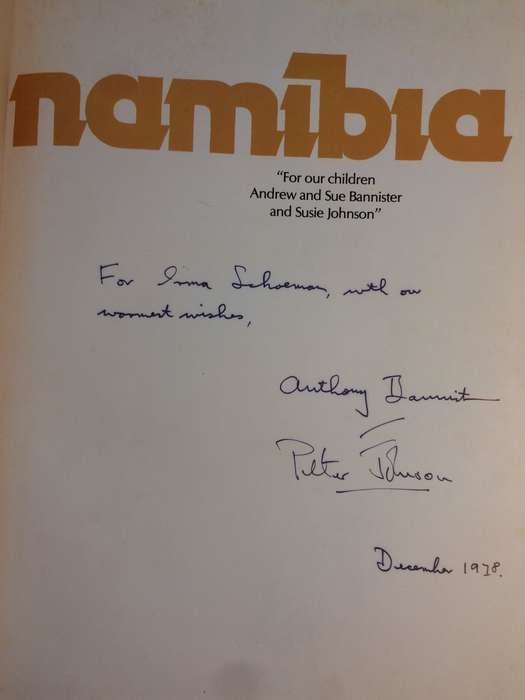 namibia
“For our children
Andrew and Sue Bannister
and Susie Johnson”
For Irma Schoeman, with our
warmest wishes,
Anthony Bannister
Peter Johnson
December 1978.